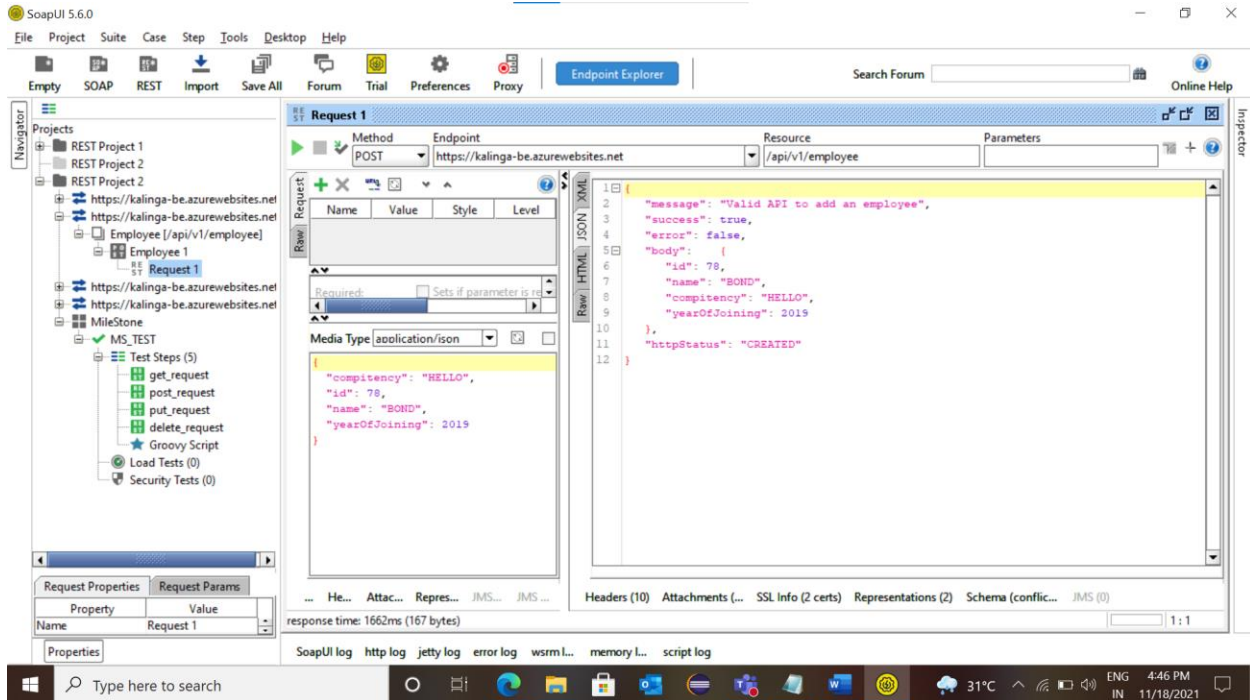 SoapUI 5.6.0
File Project Suite Case Step Tools Desktop Help
Empty SOAP REST Import Save All Forum Trial Preferences Proxy Endpoint Explorer Search Forum Online Help
Navigator
Projects
REST Project 1
REST Project 2
REST Project 2
https://kalinga-be.azurewebsites.net
https://kalinga-be.azurewebsites.net
Employee [/api/v1/employee]
Employee 1
REST Request 1
https://kalinga-be.azurewebsites.net
https://kalinga-be.azurewebsites.net
MileStone
MS_TEST
Test Steps (5)
get_request
post_request
put_request
delete_request
Groovy Script
Load Tests (0)
Security Tests (0)
Request Properties Request Params
Property Value
Name Request 1
Properties
REST Request 1
Method Endpoint Resource Parameters
POST https://kalinga-be.azurewebsites.net /api/v1/employee
Request
Raw
Name Value Style Level
Required: Sets if parameter is re
Media Type application/json
{
"compitency": "HELLO",
"id": 78,
"name": "BOND",
"yearOfJoining": 2019
}
... He... Attac... Repres... JMS... JMS ...
XML
JSON
HTML
Raw
1 {
2 "message": "Valid API to add an employee",
3 "success": true,
4 "error": false,
5 "body": {
6 "id": 78,
7 "name": "BOND",
8 "compitency": "HELLO",
9 "yearOfJoining": 2019
10 },
11 "httpStatus": "CREATED"
12 }
Headers (10) Attachments (... SSL Info (2 certs) Representations (2) Schema (conflic... JMS (0)
response time: 1662ms (167 bytes) 1 : 1
Inspector
SoapUI log http log jetty log error log wsrm l... memory l... script log
Type here to search 31°C ENG 4:46 PM
IN 11/18/2021